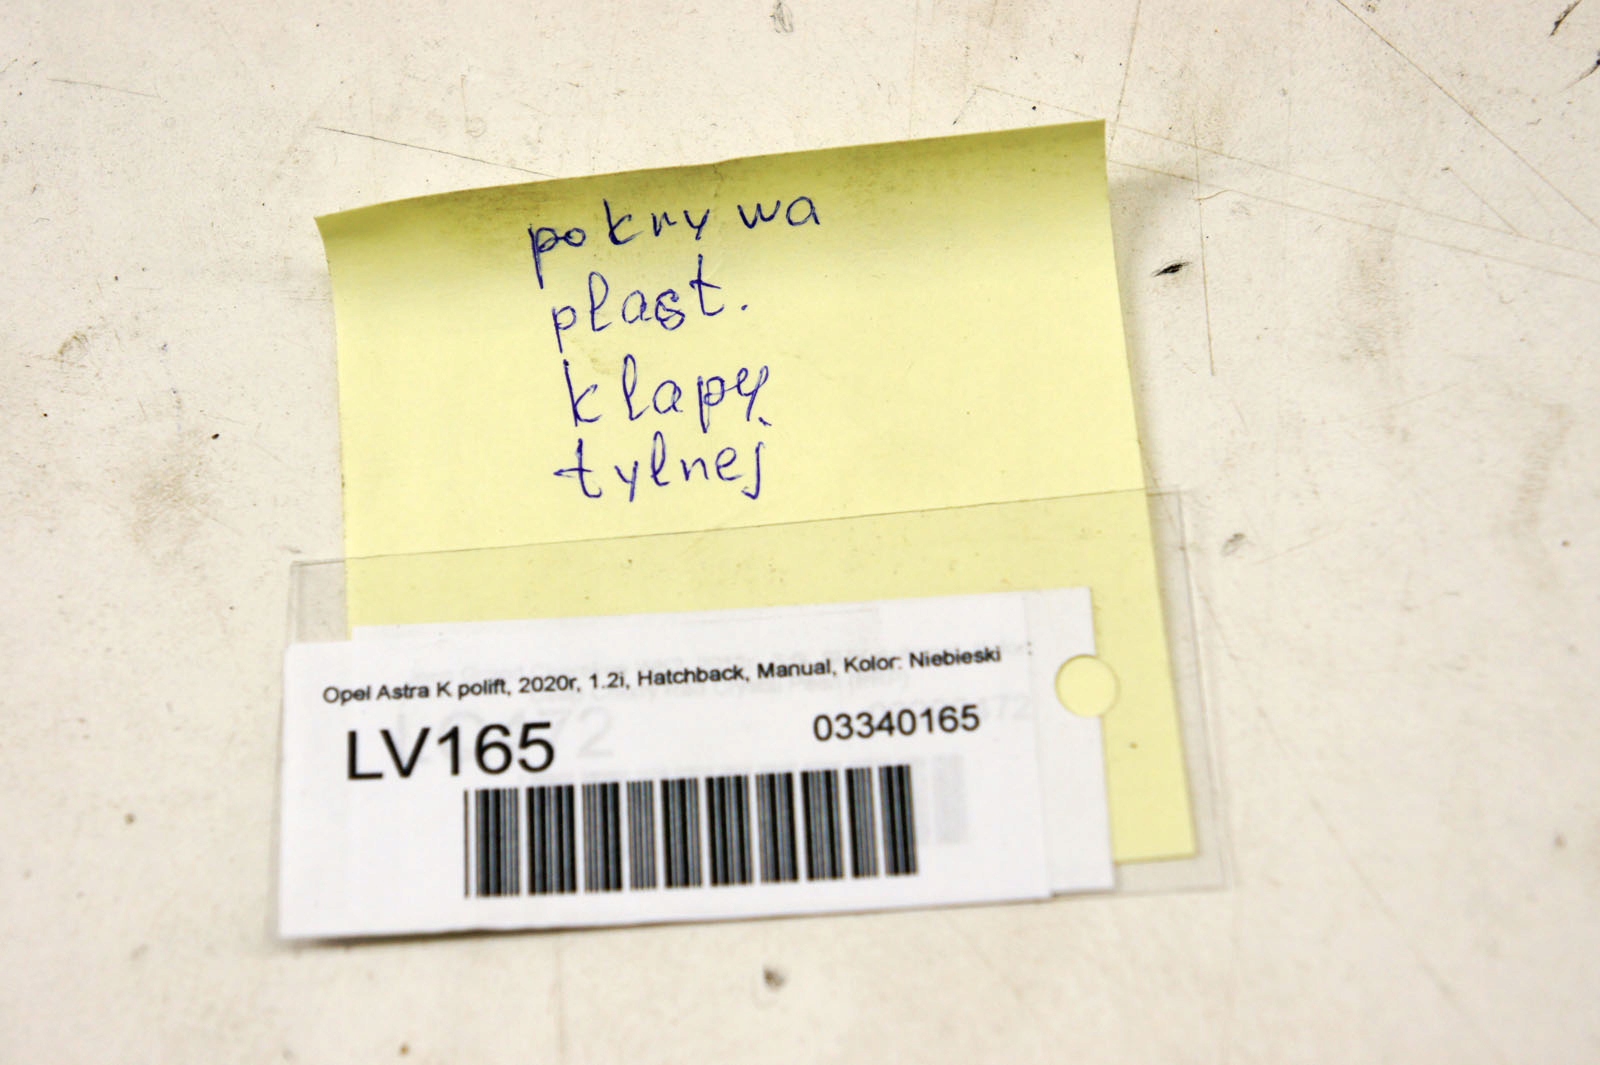 pokrywa
plast.
klapy
tylnej
Opel Astra K polift, 2020r, 1.2i, Hatchback, Manual, Kolor: Niebieski
LV165
03340165